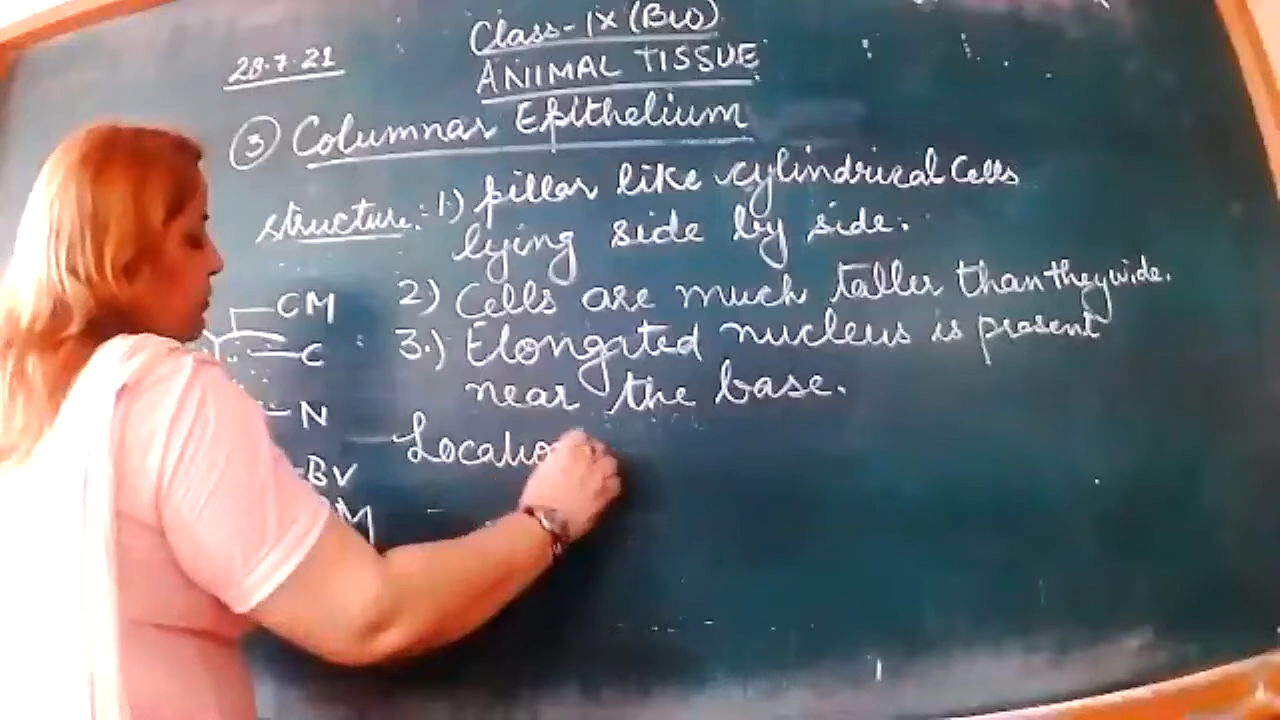 28.7.21
Class-IX (Bio)
ANIMAL TISSUE
③ Columnar Epithelium
Structure: 1.) pillar like cylindrical Cells
lying side by side.
2) Cells are much taller than they wide.
3.) Elongated nucleus is present
near the base.
CM
C
N
BV
Locatio